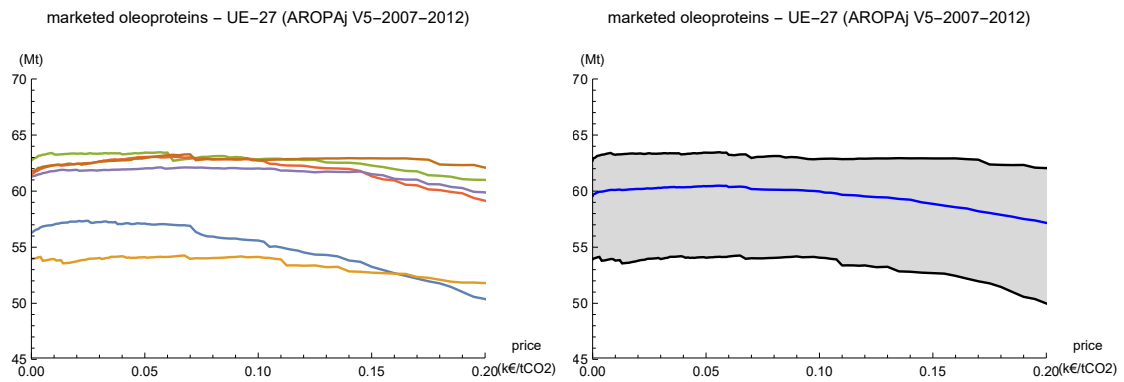 marketed oleoproteins – UE–27 (AROPAj V5–2007–2012)
(Mt)
70
65
60
55
50
45
0.00 0.05 0.10 0.15 0.20
price
(k€/tCO2)
marketed oleoproteins – UE–27 (AROPAj V5–2007–2012)
(Mt)
70
65
60
55
50
45
0.00 0.05 0.10 0.15 0.20
price
(k€/tCO2)